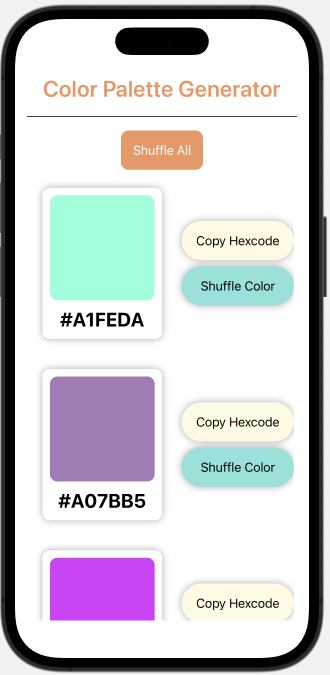 Color Palette Generator
Shuffle All
Copy Hexcode
Shuffle Color
#A1FEDA
Copy Hexcode
Shuffle Color
#A07BB5
Copy Hexcode